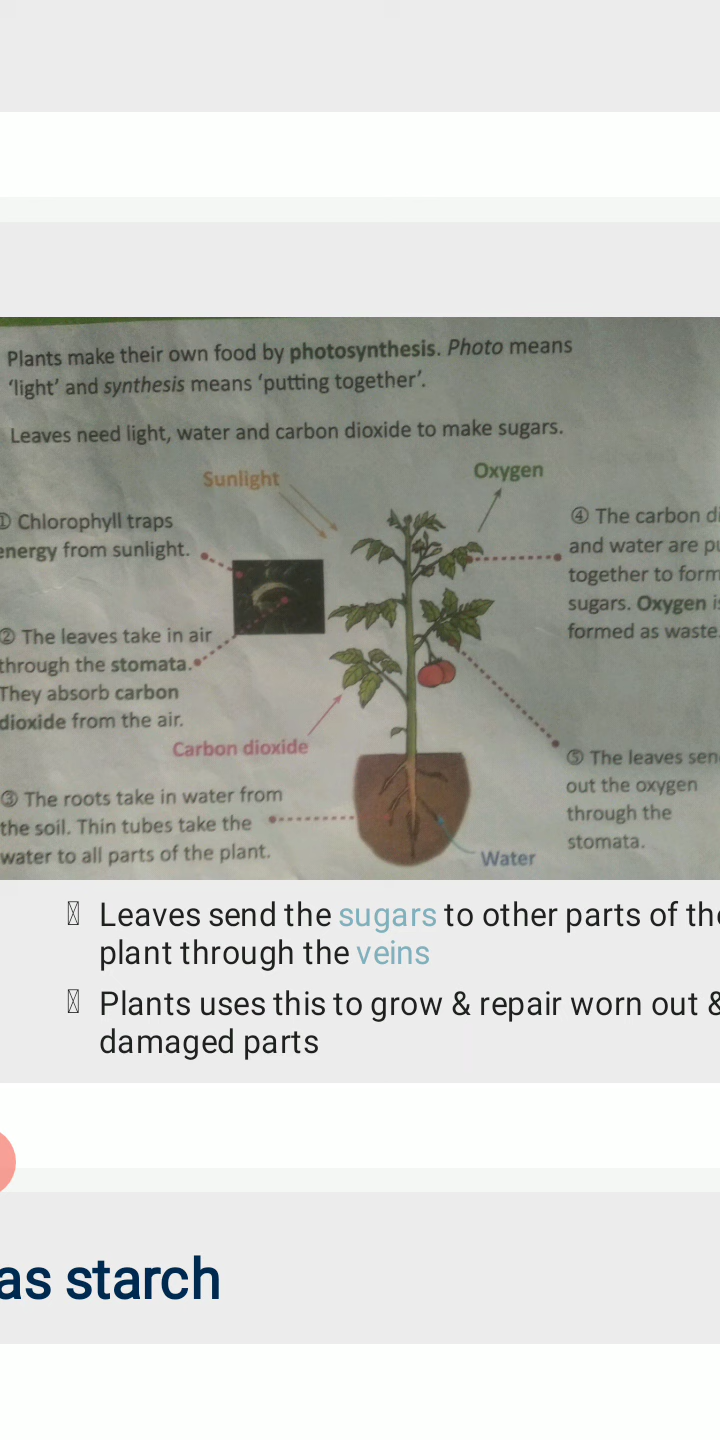 Plants make their own food by photosynthesis. Photo means
'light' and synthesis means 'putting together'.
Leaves need light, water and carbon dioxide to make sugars.
Sunlight
Oxygen
① Chlorophyll traps
energy from sunlight.
② The leaves take in air
through the stomata.
They absorb carbon
dioxide from the air.
Carbon dioxide
③ The roots take in water from
the soil. Thin tubes take the
water to all parts of the plant.
④ The carbon
and water are
together to form
sugars. Oxygen
formed as waste.
⑤ The leaves
out the oxygen
through the
stomata.
Water
Leaves send the sugars to other parts of
plant through the veins
Plants uses this to grow & repair worn out &
damaged parts
as starch